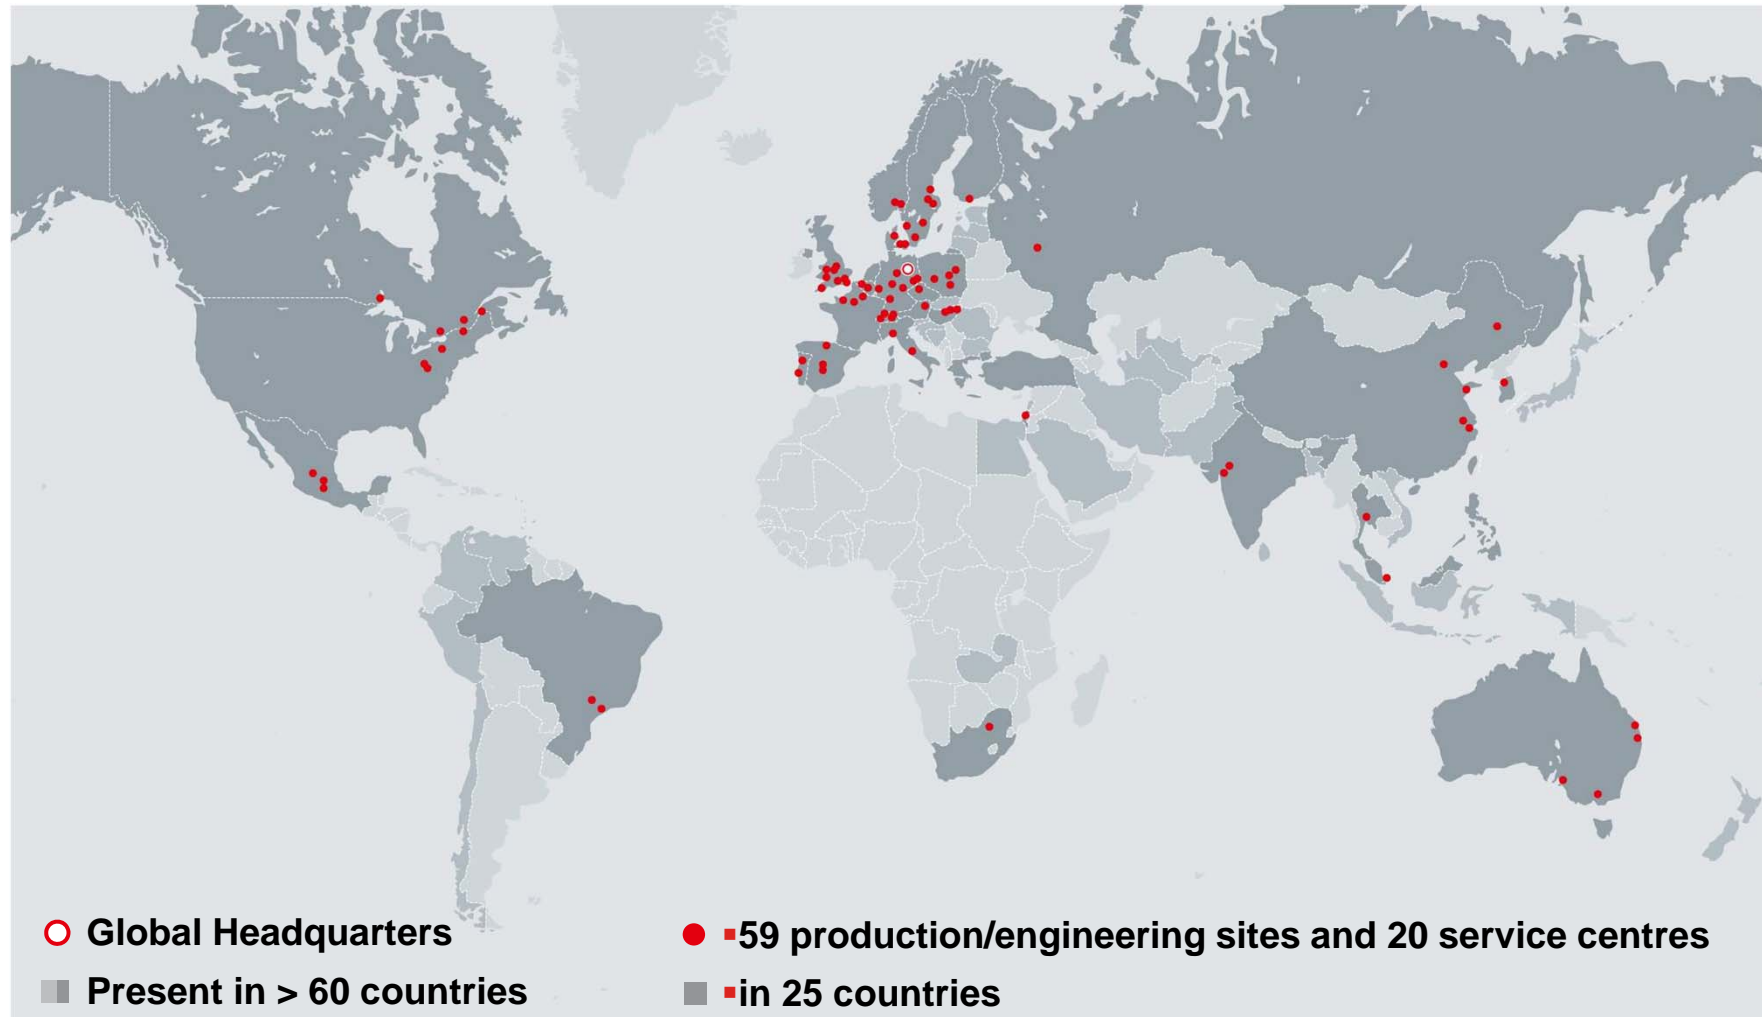 Global Headquarters
▪59 production/engineering sites and 20 service centres
Present in > 60 countries
▪in 25 countries